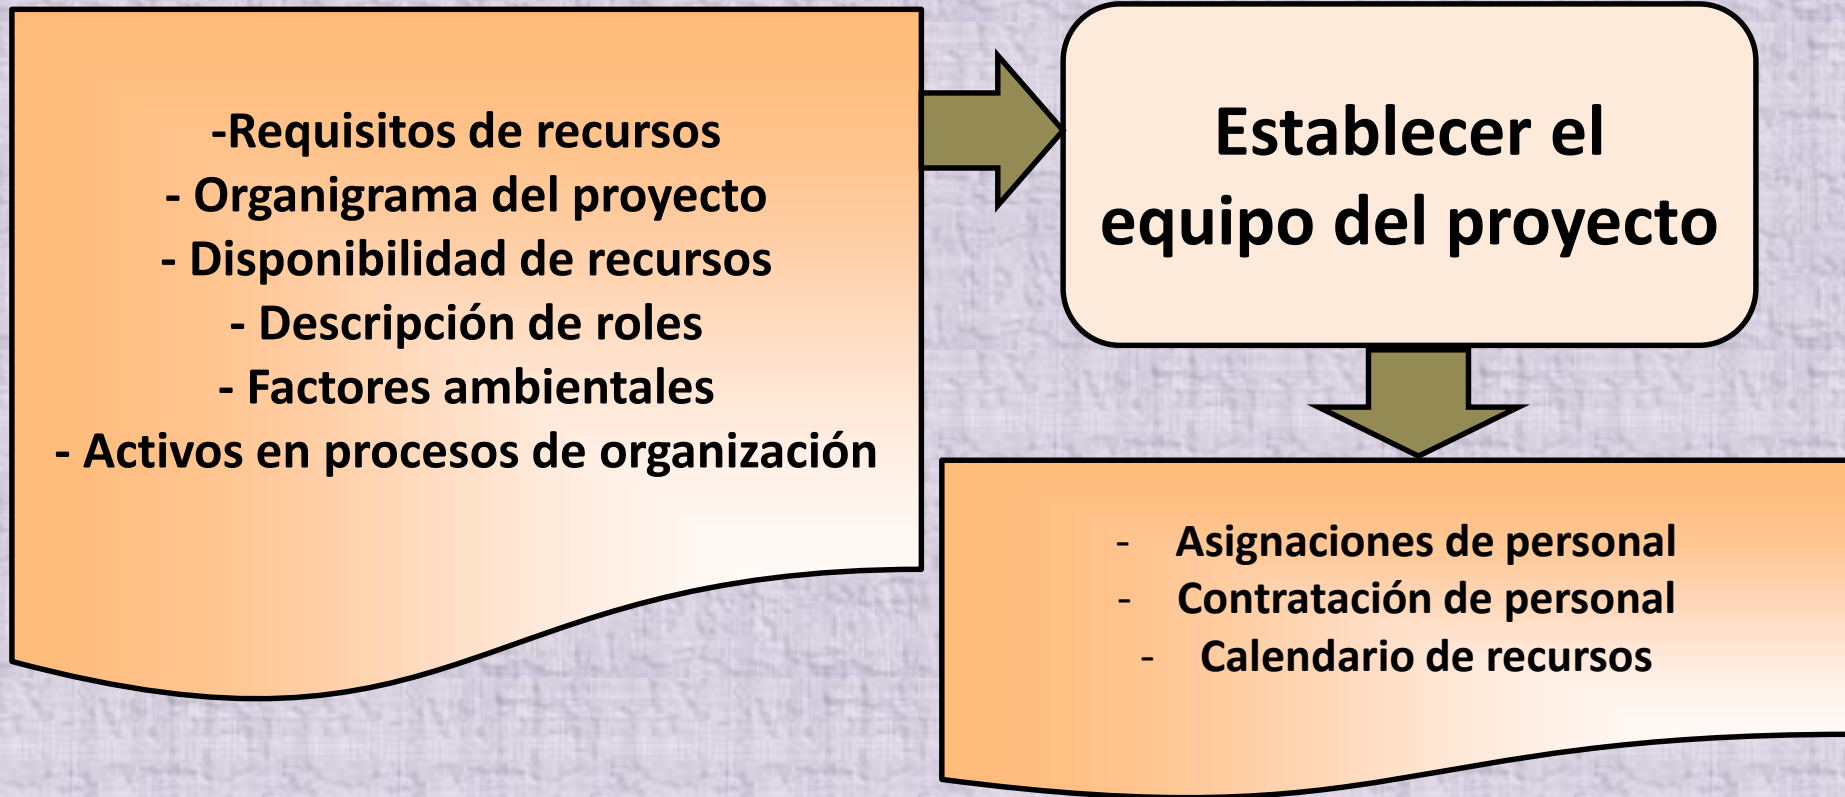 -Requisitos de recursos
- Organigrama del proyecto
- Disponibilidad de recursos
- Descripción de roles
- Factores ambientales
- Activos en procesos de organización
Establecer el
equipo del proyecto
- Asignaciones de personal
- Contratación de personal
- Calendario de recursos